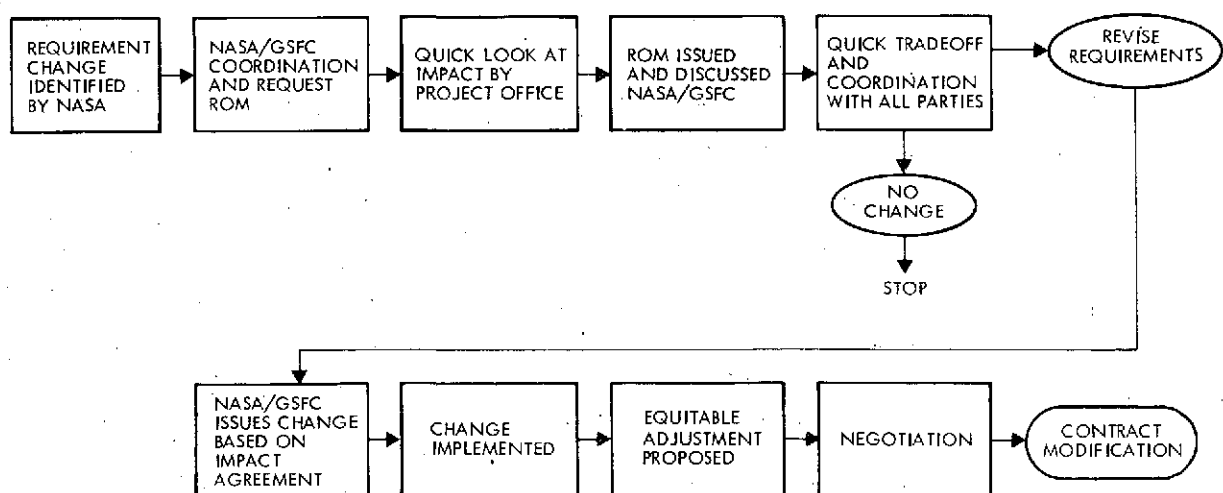 REQUIREMENT
CHANGE
IDENTIFIED
BY NASA
NASA/GSFC
COORDINATION
AND REQUEST
ROM
QUICK LOOK AT
IMPACT BY
PROJECT OFFICE
ROM ISSUED
AND DISCUSSED
NASA/GSFC
QUICK TRADEOFF
AND
COORDINATION
WITH ALL PARTIES
REVISE
REQUIREMENTS
NO
CHANGE
STOP
NASA/GSFC
ISSUES CHANGE
BASED ON
IMPACT
AGREEMENT
CHANGE
IMPLEMENTED
EQUITABLE
ADJUSTMENT
PROPOSED
NEGOTIATION
CONTRACT
MODIFICATION